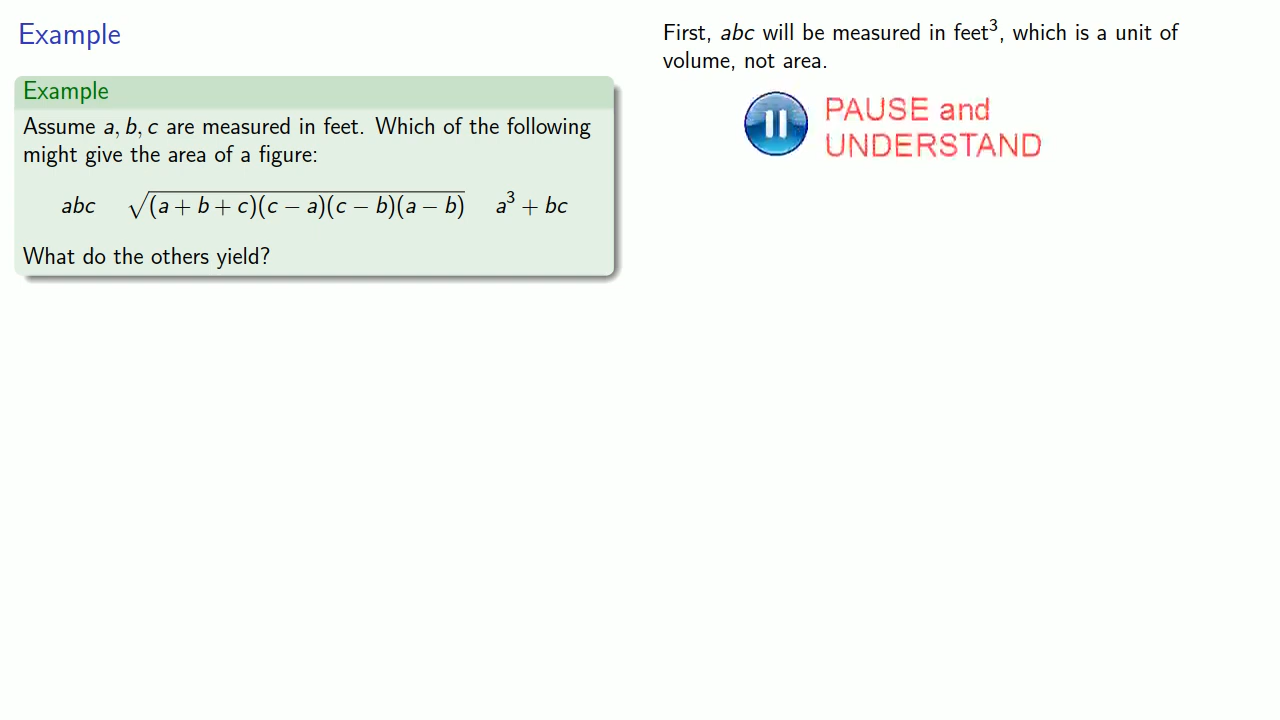 Example
Example
Assume a, b, c are measured in feet. Which of the following
might give the area of a figure:
abc √(a + b + c)(c − a)(c − b)(a − b) a³ + bc
What do the others yield?
First, abc will be measured in feet³, which is a unit of
volume, not area.
PAUSE and
UNDERSTAND